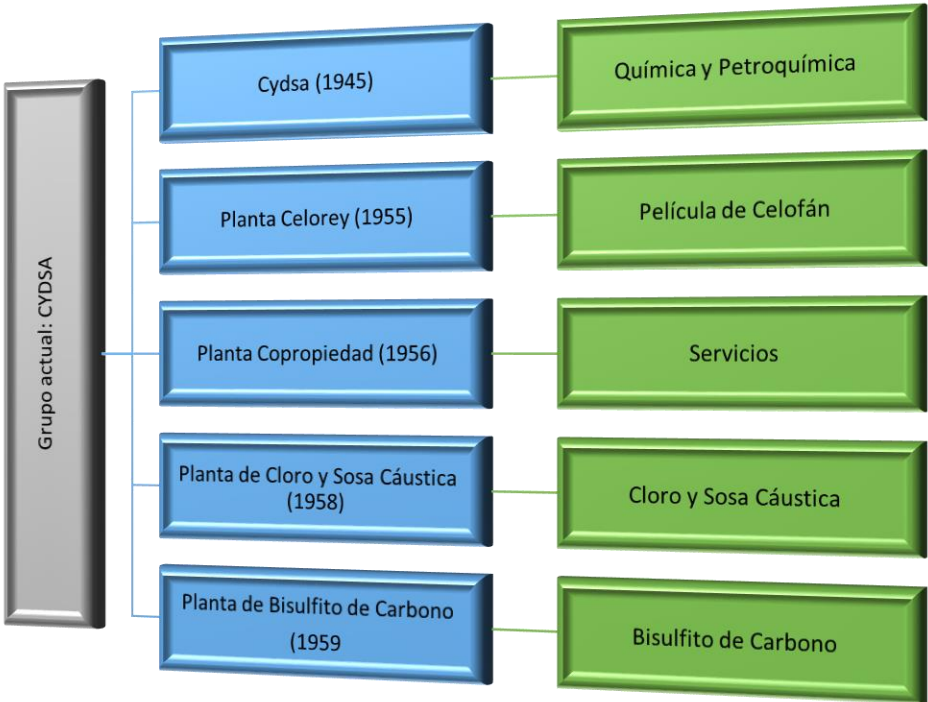 Grupo actual: CYDSA
Cydsa (1945)
Química y Petroquímica
Planta Celorey (1955)
Película de Celofán
Planta Copropiedad (1956)
Servicios
Planta de Cloro y Sosa Cáustica
(1958)
Cloro y Sosa Cáustica
Planta de Bisulfito de Carbono
(1959
Bisulfito de Carbono